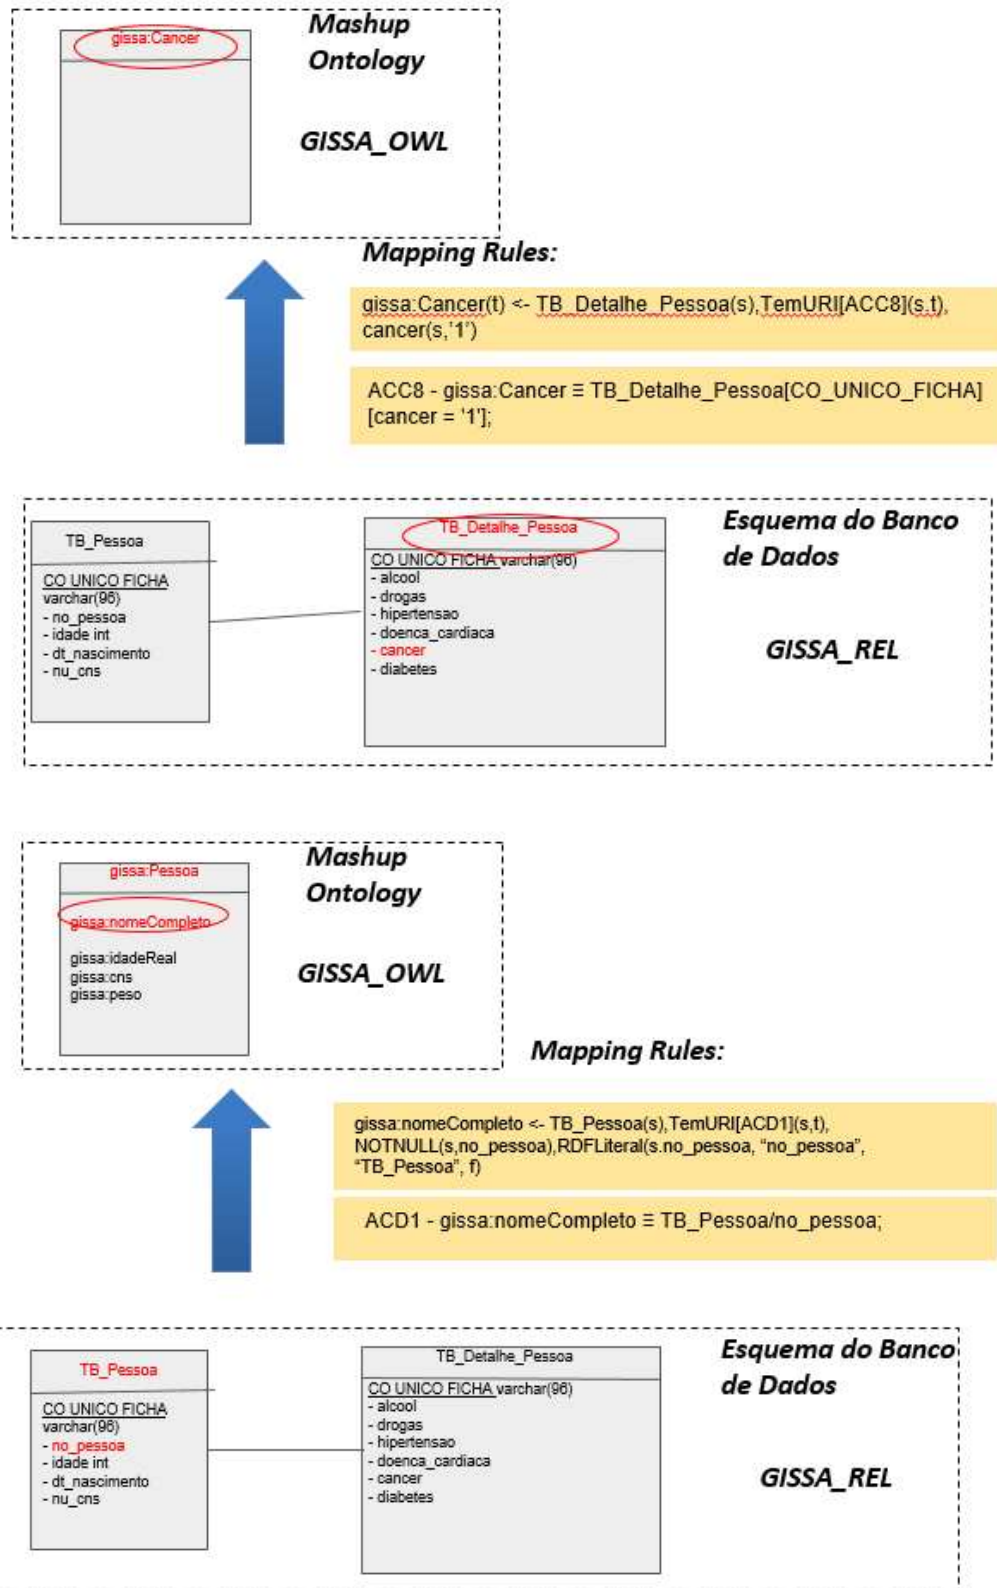 gissa:Cancer
Mashup
Ontology
GISSA_OWL
Mapping Rules:
gissa:Cancer(t) <- TB_Detalhe_Pessoa(s),TemURI[ACC8](s.t),
cancer(s,'1')
ACC8 - gissa:Cancer ≡ TB_Detalhe_Pessoa[CO_UNICO_FICHA]
[cancer = '1'];
TB_Pessoa
CO UNICO FICHA
varchar(96)
- no_pessoa
- idade int
- dt_nascimento
- nu_cns
TB_Detalhe_Pessoa
CO UNICO FICHA varchar(96)
- alcool
- drogas
- hipertensao
- doenca_cardiaca
- cancer
- diabetes
Esquema do Banco
de Dados
GISSA_REL
gissa:Pessoa
gissa:nomeCompleto
gissa:idadeReal
gissa:cns
gissa:peso
Mashup
Ontology
GISSA_OWL
Mapping Rules:
gissa:nomeCompleto <- TB_Pessoa(s),TemURI[ACD1](s,t),
NOTNULL(s,no_pessoa),RDFLiteral(s.no_pessoa, “no_pessoa”,
“TB_Pessoa”, f)
ACD1 - gissa:nomeCompleto ≡ TB_Pessoa/no_pessoa;
TB_Pessoa
CO UNICO FICHA
varchar(96)
- no_pessoa
- idade int
- dt_nascimento
- nu_cns
TB_Detalhe_Pessoa
CO UNICO FICHA varchar(96)
- alcool
- drogas
- hipertensao
- doenca_cardiaca
- cancer
- diabetes
Esquema do Banco
de Dados
GISSA_REL